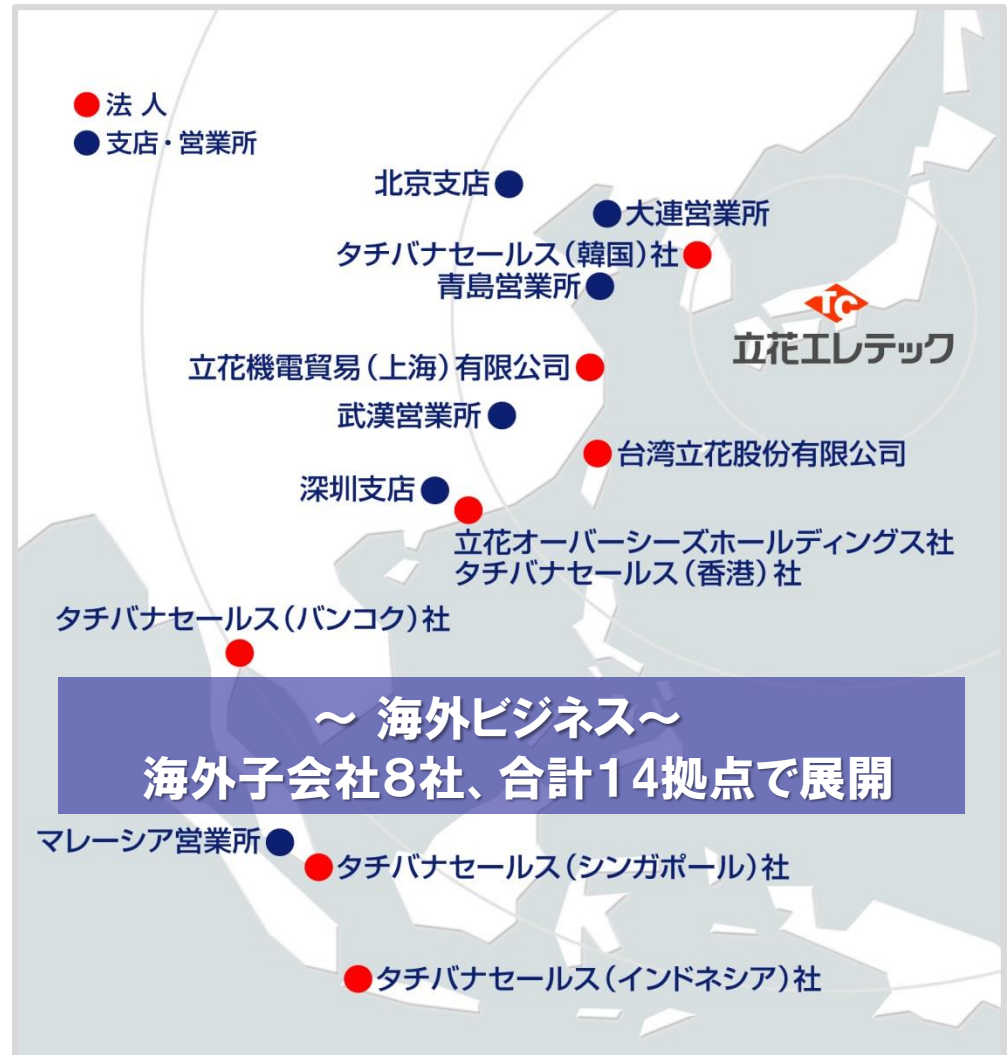 法人
支店・営業所
北京支店
大連営業所
タチバナセールス(韓国)社
青島営業所
TC
立花エレテック
立花機電貿易(上海)有限公司
武漢営業所
台湾立花股份有限公司
深圳支店
立花オーバーシーズホールディングス社
タチバナセールス(香港)社
タチバナセールス(バンコク)社
~ 海外ビジネス~
海外子会社8社、合計14拠点で展開
マレーシア営業所
タチバナセールス(シンガポール)社
タチバナセールス(インドネシア)社